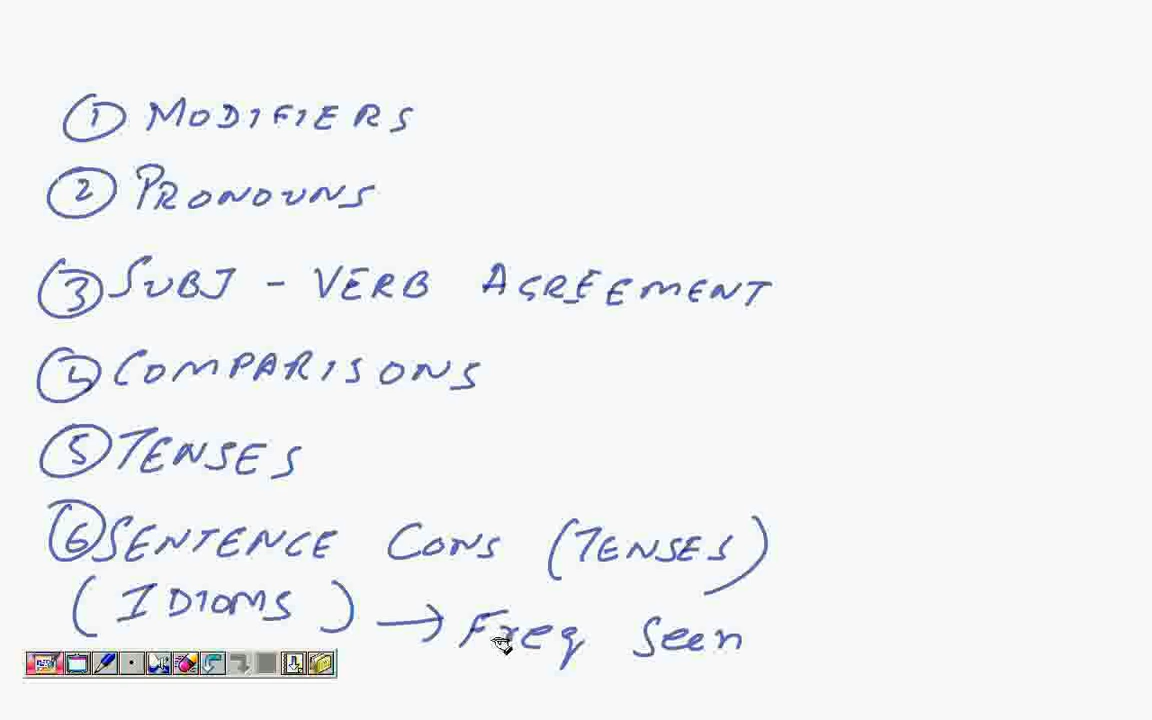 ① MODIFIERS
② PRONOUNS
③ SUBJ - VERB AGREEMENT
④ COMPARISONS
⑤ TENSES
⑥ SENTENCE CONS (TENSES)
(IDIOMS) → Freq seen